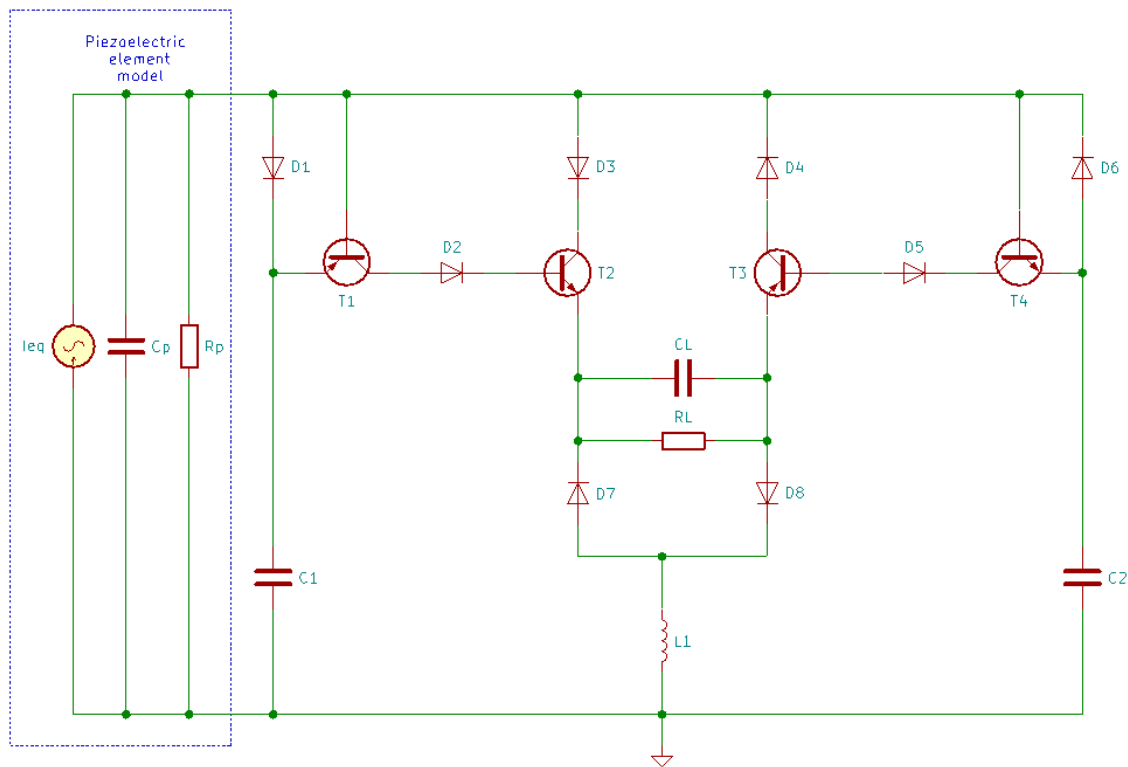 Piezoelectric
element
model
D1
D3
D4
D6
D2
D5
T1
T2
T3
T4
Ieq
Cp
Rp
CL
RL
D7
D8
C1
C2
L1